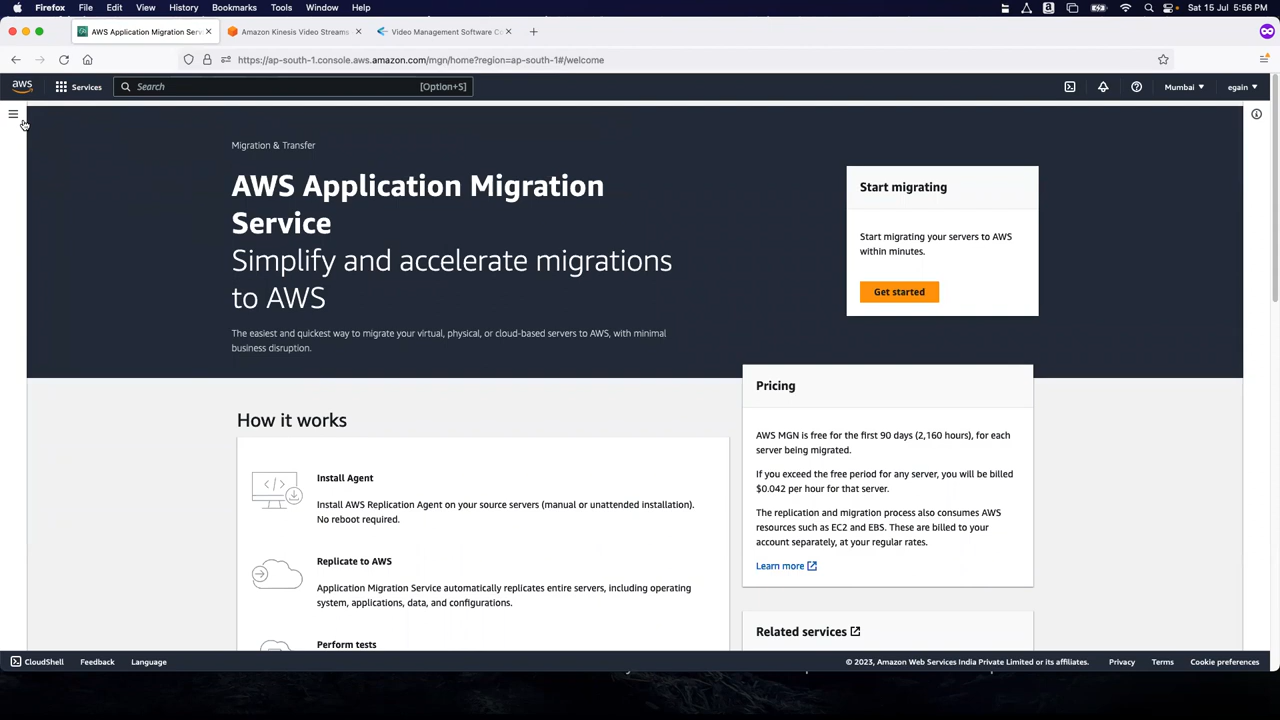 Firefox File Edit View History Bookmarks Tools Window Help Sat 15 Jul 5:56 PM
AWS Application Migration Serv Amazon Kinesis Video Streams Video Management Software Co
https://ap-south-1.console.aws.amazon.com/mgn/home?region=ap-south-1#/welcome
aws Services Search [Option+S] Mumbai egain
Migration & Transfer
AWS Application Migration
Service
Simplify and accelerate migrations
to AWS
The easiest and quickest way to migrate your virtual, physical, or cloud-based servers to AWS, with minimal
business disruption.
Start migrating
Start migrating your servers to AWS
within minutes.
Get started
How it works
Install Agent
Install AWS Replication Agent on your source servers (manual or unattended installation).
No reboot required.
Replicate to AWS
Application Migration Service automatically replicates entire servers, including operating
system, applications, data, and configurations.
Perform tests
Pricing
AWS MGN is free for the first 90 days (2,160 hours), for each
server being migrated.
If you exceed the free period for any server, you will be billed
$0.042 per hour for that server.
The replication and migration process also consumes AWS
resources such as EC2 and EBS. These are billed to your
account separately, at your regular rates.
Learn more
Related services
CloudShell Feedback Language © 2023, Amazon Web Services India Private Limited or its affiliates. Privacy Terms Cookie preferences